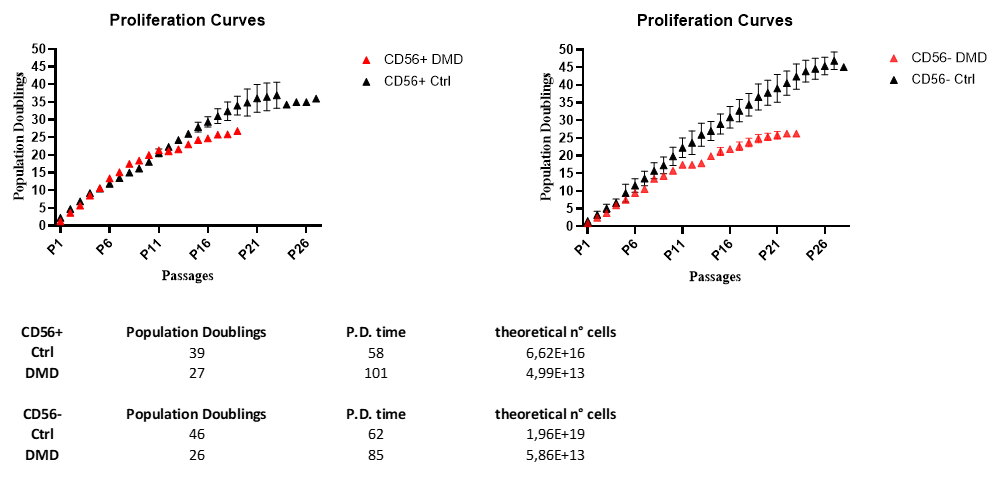 Proliferation Curves
50
45
40
35
30
25
20
15
10
5
0
Population Doublings
P1
P6
P11
P16
P21
P26
Passages
CD56+ DMD
CD56+ Ctrl
Proliferation Curves
50
45
40
35
30
25
20
15
10
5
0
Population Doublings
P1
P6
P11
P16
P21
P26
Passages
CD56- DMD
CD56- Ctrl
CD56+ Population Doublings P.D. time theoretical n° cells
Ctrl 39 58 6,62E+16
DMD 27 101 4,99E+13
CD56- Population Doublings P.D. time theoretical n° cells
Ctrl 46 62 1,96E+19
DMD 26 85 5,86E+13